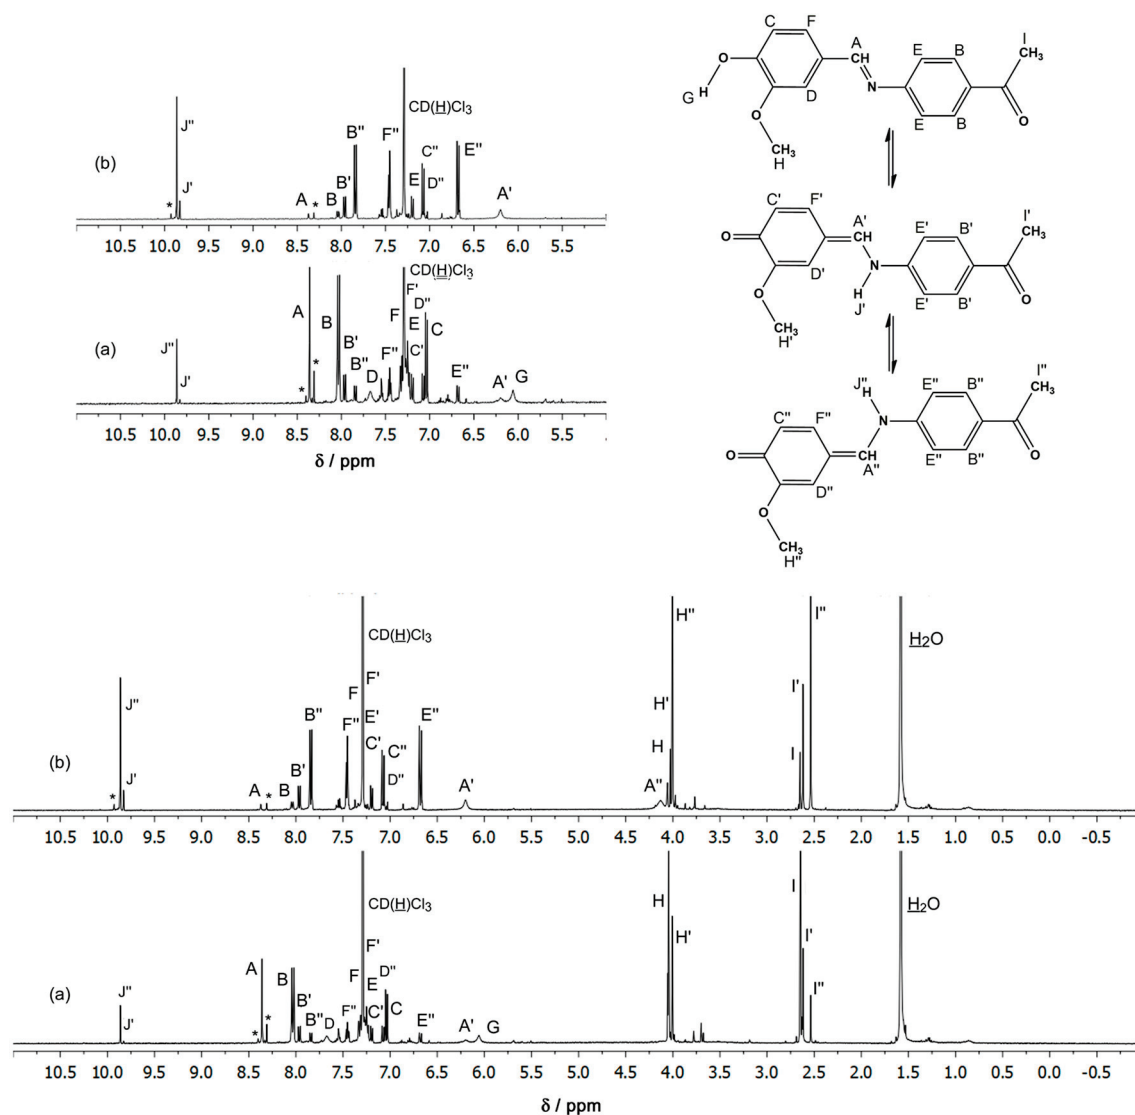 C F A I
E B CH3
O N
H D
G E B O
O
CH3
H
C' F' I'
A' E' B' CH3
O CH
D' N
H E' B' O
O J'
CH3
H'
J'' I''
H E'' B'' CH3
C'' F'' N
O CH E'' B'' O
A''
D''
O
CH3
H''
(b)
J''
J'
*
A
*
B
B'
B''
F''
CD(H)Cl3
E
C''
D''
E''
A'
10.5 10.0 9.5 9.0 8.5 8.0 7.5 7.0 6.5 6.0 5.5
(a)
J''
J'
*
A
*
B
B'
B''
D
F''
F
CD(H)Cl3
F'
D''
E
C'
C
E''
A'
G
10.5 10.0 9.5 9.0 8.5 8.0 7.5 7.0 6.5 6.0 5.5
δ / ppm
(b)
*
J''
J'
A
*
B
B'
B''
F''
F
CD(H)Cl3
F'
E'
C'
C''
D''
E''
A'
A''
H
H'
H''
I
I'
I''
H2O
10.5 10.0 9.5 9.0 8.5 8.0 7.5 7.0 6.5 6.0 5.5 5.0 4.5 4.0 3.5 3.0 2.5 2.0 1.5 1.0 0.5 0.0 -0.5
(a)
J''
J'
A
*
*
B
B'
B''
D
F''
F
CD(H)Cl3
F'
D''
E
C'
C
E''
A'
G
H
H'
I
I'
I''
H2O
10.5 10.0 9.5 9.0 8.5 8.0 7.5 7.0 6.5 6.0 5.5 5.0 4.5 4.0 3.5 3.0 2.5 2.0 1.5 1.0 0.5 0.0 -0.5
δ / ppm